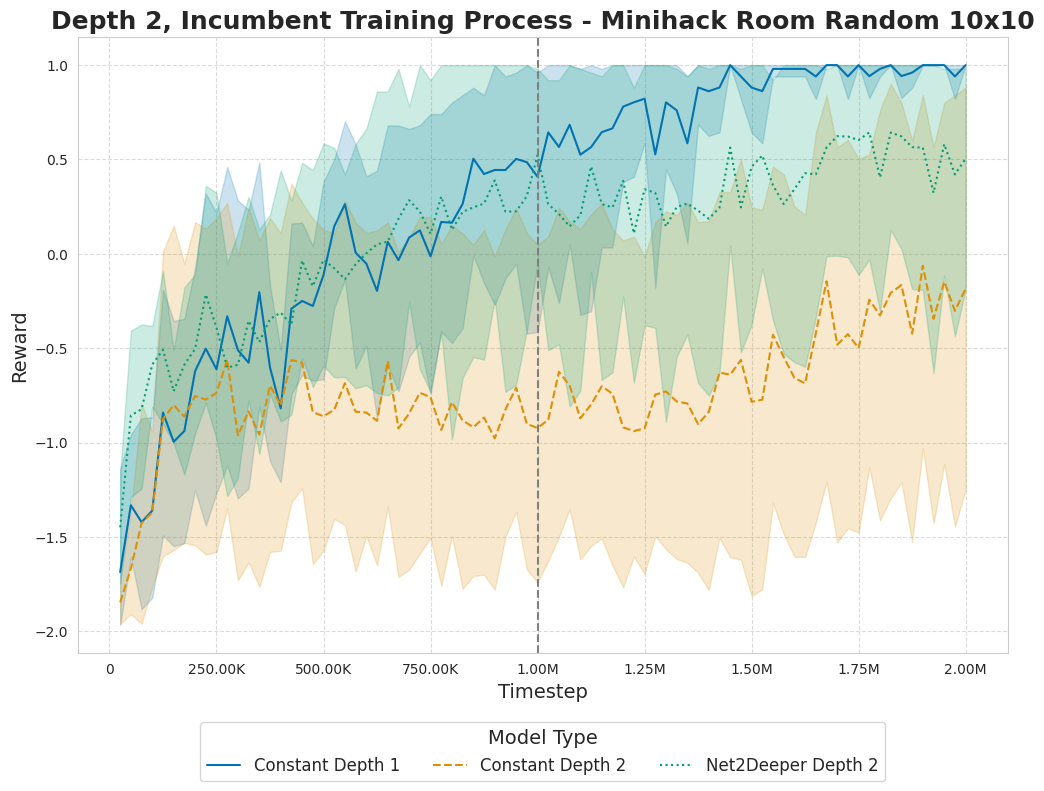 Depth 2, Incumbent Training Process - Minihack Room Random 10x10
1.0
0.5
0.0
−0.5
−1.0
−1.5
−2.0
Reward
0 250.00K 500.00K 750.00K 1.00M 1.25M 1.50M 1.75M 2.00M
Timestep
Model Type
Constant Depth 1 Constant Depth 2 Net2Deeper Depth 2